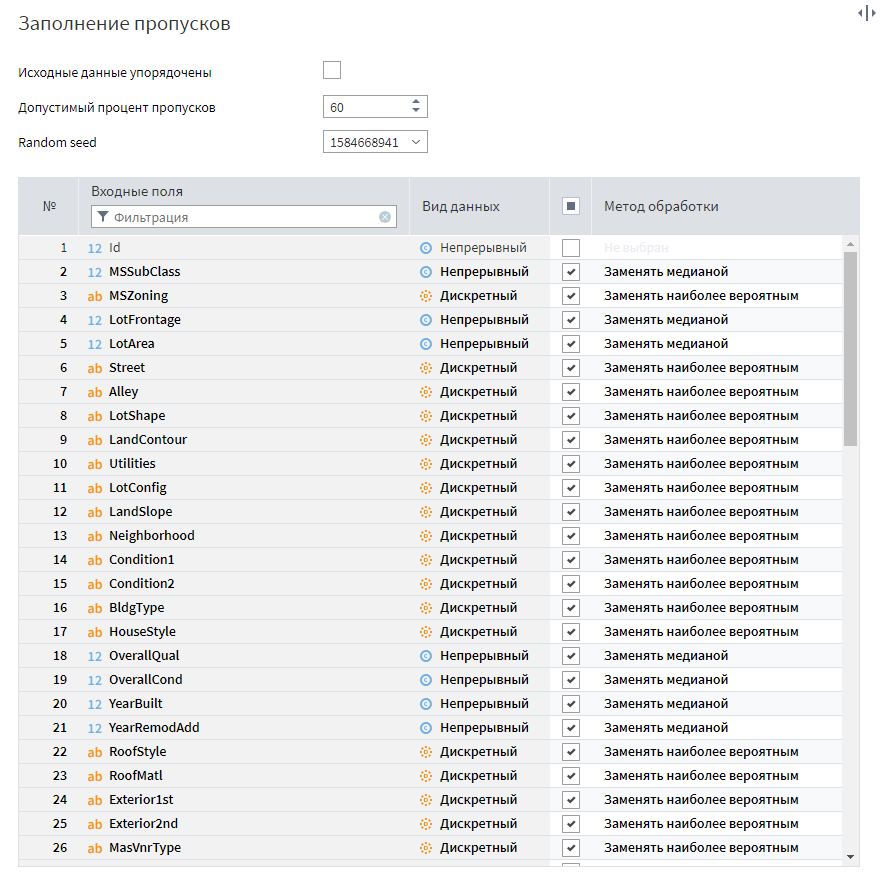 Заполнение пропусков
Исходные данные упорядочены
Допустимый процент пропусков 60
Random seed 1584668941
№ Входные поля Вид данных Метод обработки
Фильтрация
1 12 Id Непрерывный Не выбран
2 12 MSSubClass Непрерывный Заменять медианой
3 ab MSZoning Дискретный Заменять наиболее вероятным
4 12 LotFrontage Непрерывный Заменять медианой
5 12 LotArea Непрерывный Заменять медианой
6 ab Street Дискретный Заменять наиболее вероятным
7 ab Alley Дискретный Заменять наиболее вероятным
8 ab LotShape Дискретный Заменять наиболее вероятным
9 ab LandContour Дискретный Заменять наиболее вероятным
10 ab Utilities Дискретный Заменять наиболее вероятным
11 ab LotConfig Дискретный Заменять наиболее вероятным
12 ab LandSlope Дискретный Заменять наиболее вероятным
13 ab Neighborhood Дискретный Заменять наиболее вероятным
14 ab Condition1 Дискретный Заменять наиболее вероятным
15 ab Condition2 Дискретный Заменять наиболее вероятным
16 ab BldgType Дискретный Заменять наиболее вероятным
17 ab HouseStyle Дискретный Заменять наиболее вероятным
18 12 OverallQual Непрерывный Заменять медианой
19 12 OverallCond Непрерывный Заменять медианой
20 12 YearBuilt Непрерывный Заменять медианой
21 12 YearRemodAdd Непрерывный Заменять медианой
22 ab RoofStyle Дискретный Заменять наиболее вероятным
23 ab RoofMatl Дискретный Заменять наиболее вероятным
24 ab Exterior1st Дискретный Заменять наиболее вероятным
25 ab Exterior2nd Дискретный Заменять наиболее вероятным
26 ab MasVnrType Дискретный Заменять наиболее вероятным